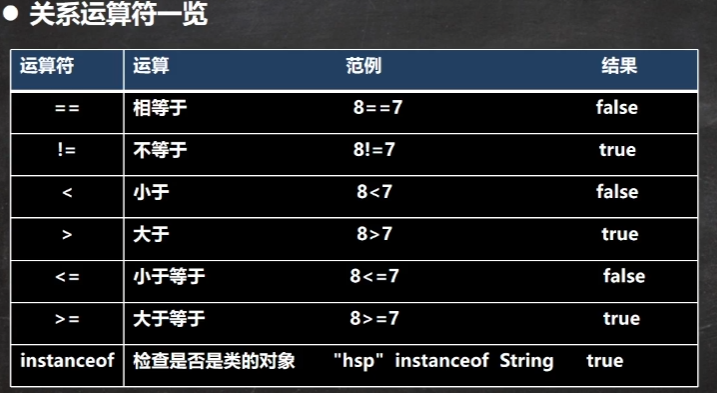 ● 关系运算符一览
运算符 运算 范例 结果
== 相等于 8==7 false
!= 不等于 8!=7 true
< 小于 8<7 false
> 大于 8>7 true
<= 小于等于 8<=7 false
>= 大于等于 8>=7 true
instanceof 检查是否是类的对象 "hsp" instanceof String true